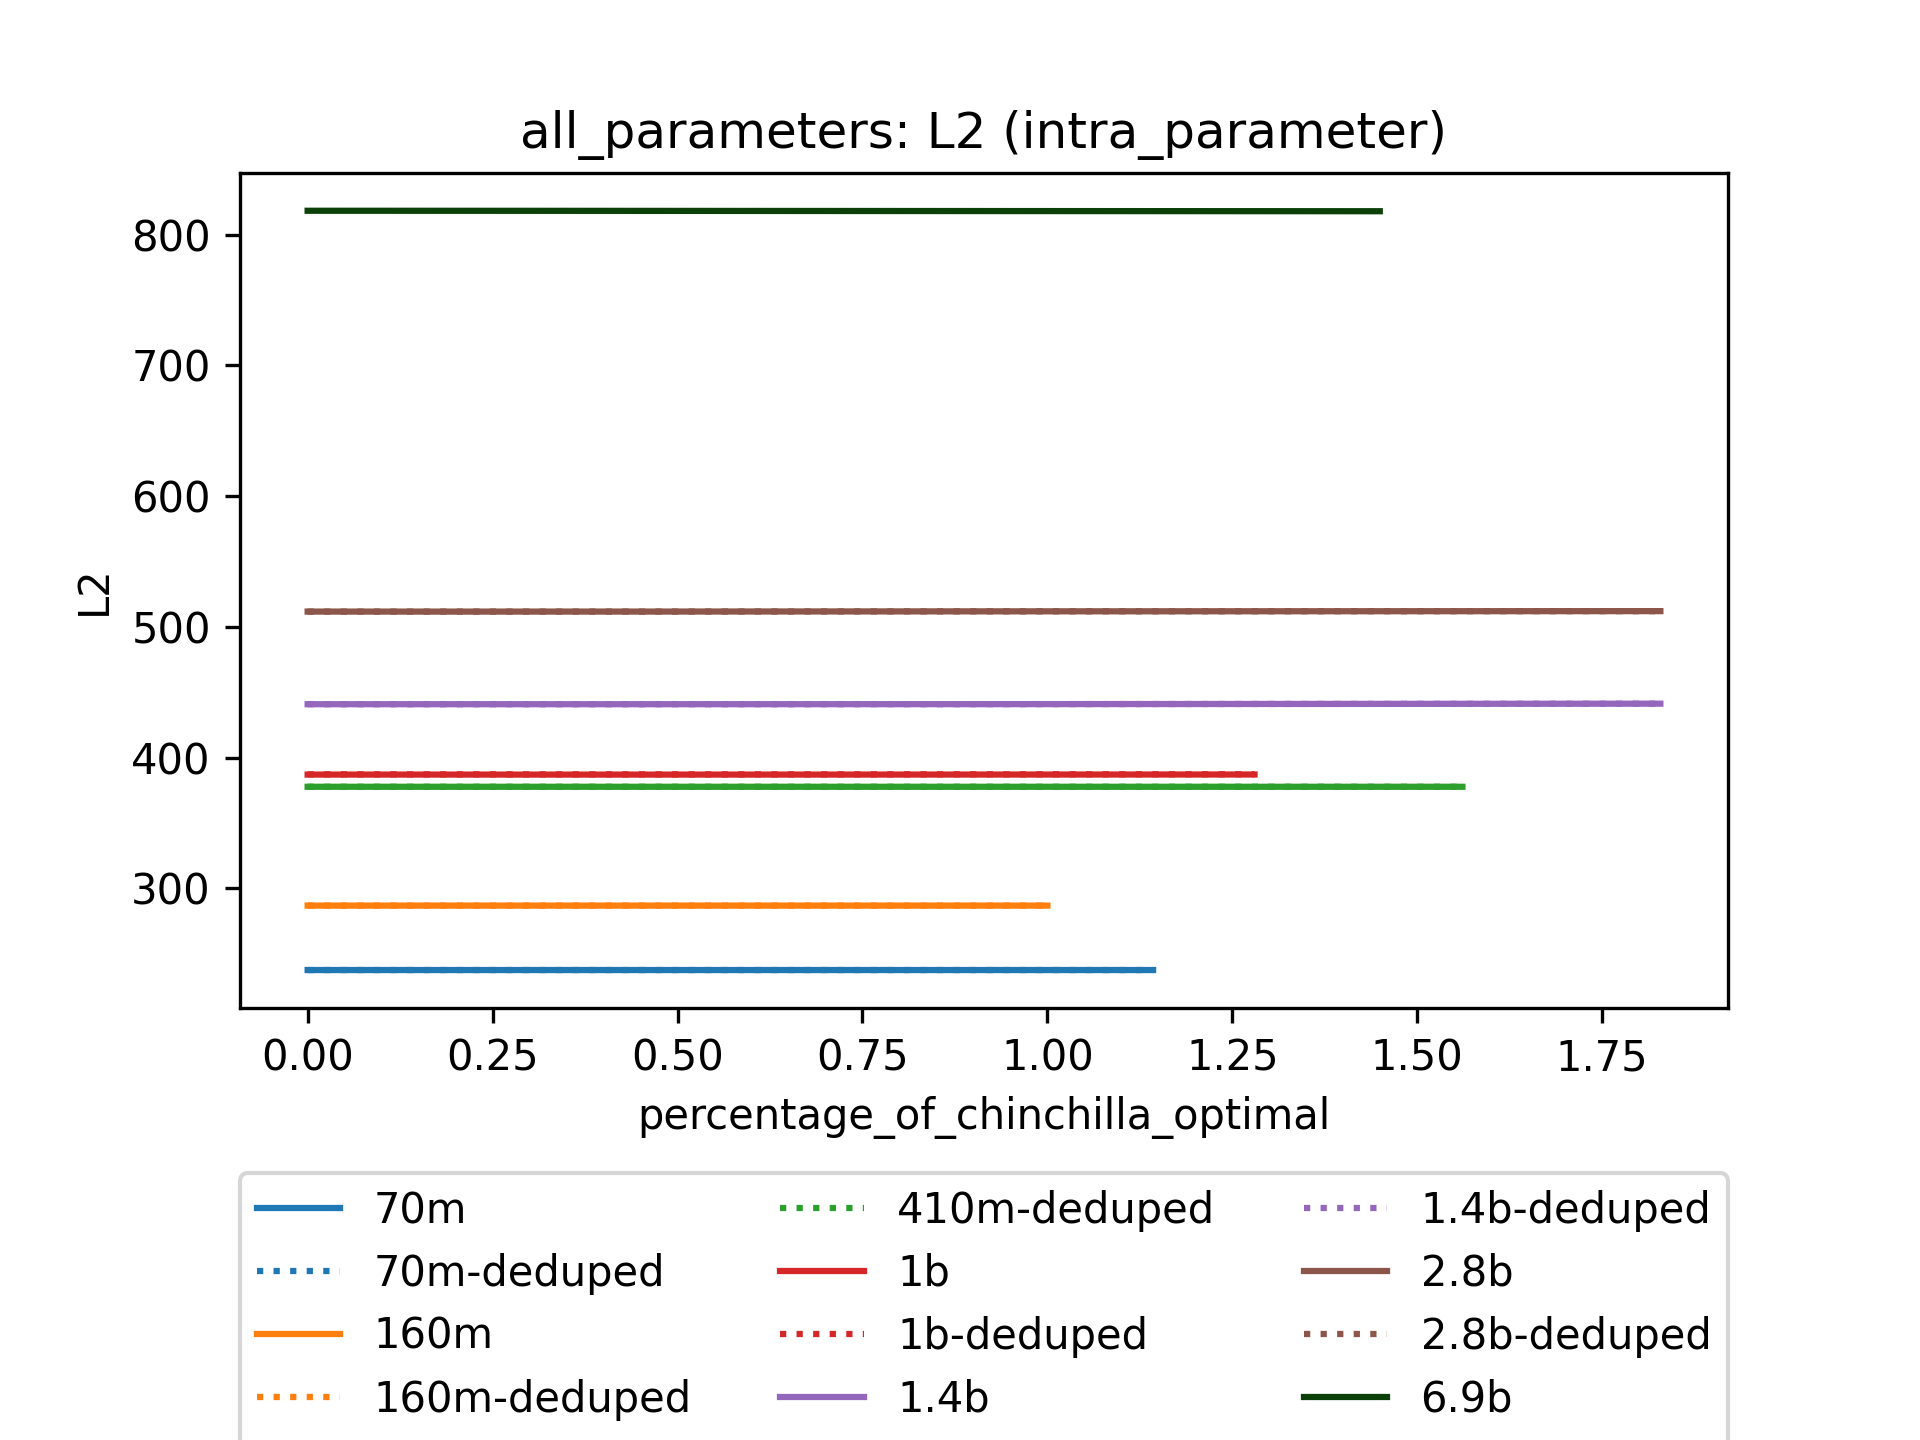 all_parameters: L2 (intra_parameter)
800
700
600
500
400
300
L2
0.00 0.25 0.50 0.75 1.00 1.25 1.50 1.75
percentage_of_chinchilla_optimal
70m
70m-deduped
160m
160m-deduped
410m-deduped
1b
1b-deduped
1.4b
1.4b-deduped
2.8b
2.8b-deduped
6.9b